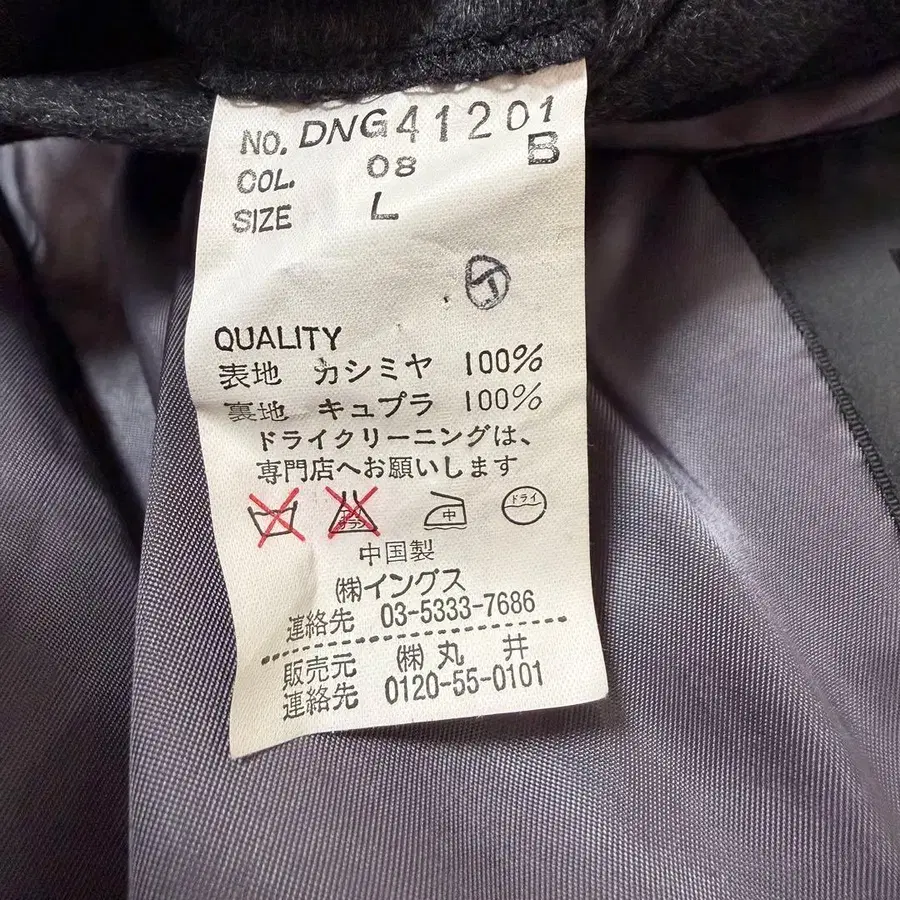 NO. DNG41201
B
COL. 08
SIZE L
QUALITY
表地 カシミヤ 100%
裏地 キュプラ 100%
ドライクリーニングは、
専門店へお願いします
中 ドライ
中国製
㈱イングス
連絡先 03-5333-7686
販売元 ㈱丸井
連絡先 0120-55-0101